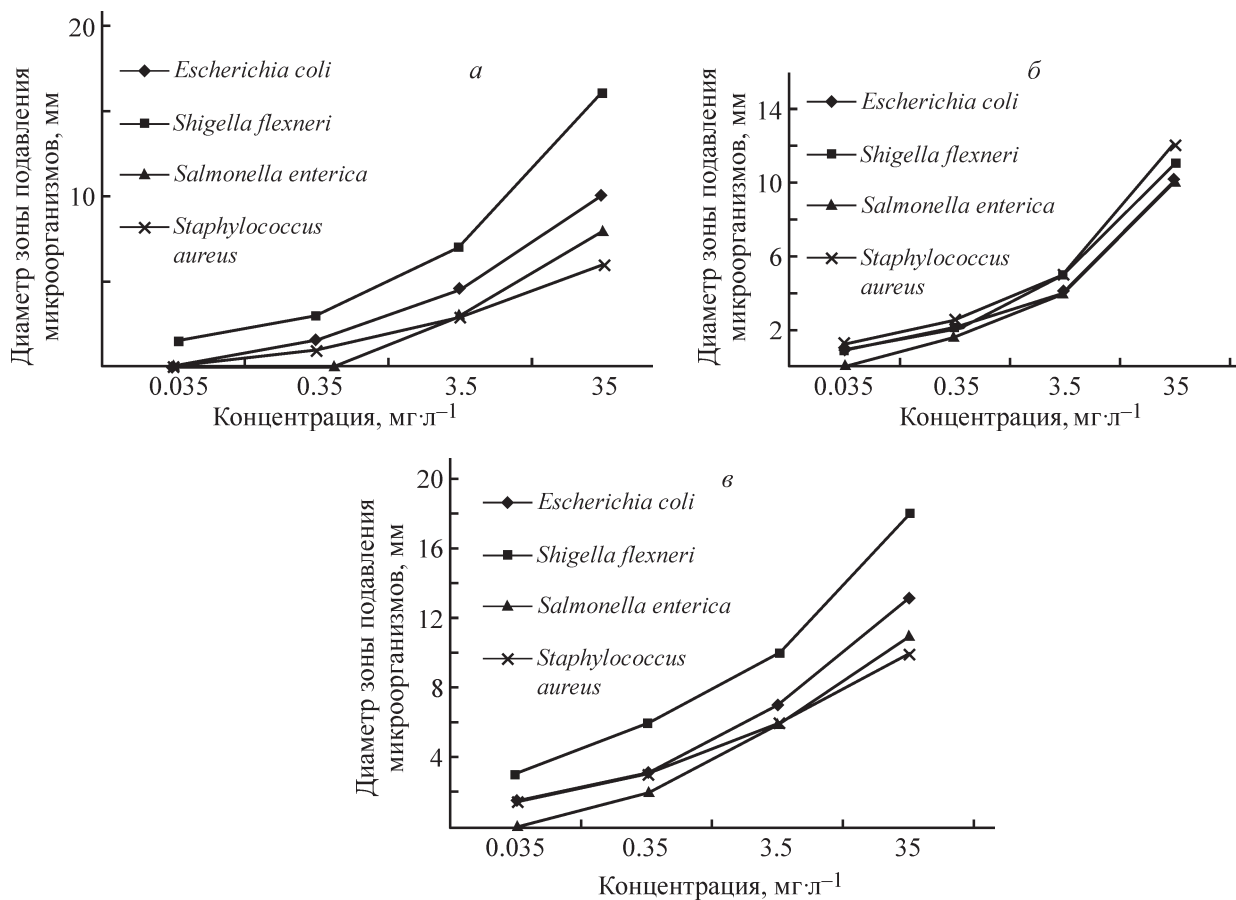 20
10
Диаметр зоны подавления
микроорганизмов, мм
Escherichia coli
Shigella flexneri
Salmonella enterica
Staphylococcus
aureus
а
0.035 0.35 3.5 35
Концентрация, мг·л–1
14
10
6
2
Диаметр зоны подавления
микроорганизмов, мм
Escherichia coli
Shigella flexneri
Salmonella enterica
Staphylococcus
aureus
б
0.035 0.35 3.5 35
Концентрация, мг·л–1
20
16
12
8
4
Диаметр зоны подавления
микроорганизмов, мм
Escherichia coli
Shigella flexneri
Salmonella enterica
Staphylococcus
aureus
в
0.035 0.35 3.5 35
Концентрация, мг·л–1